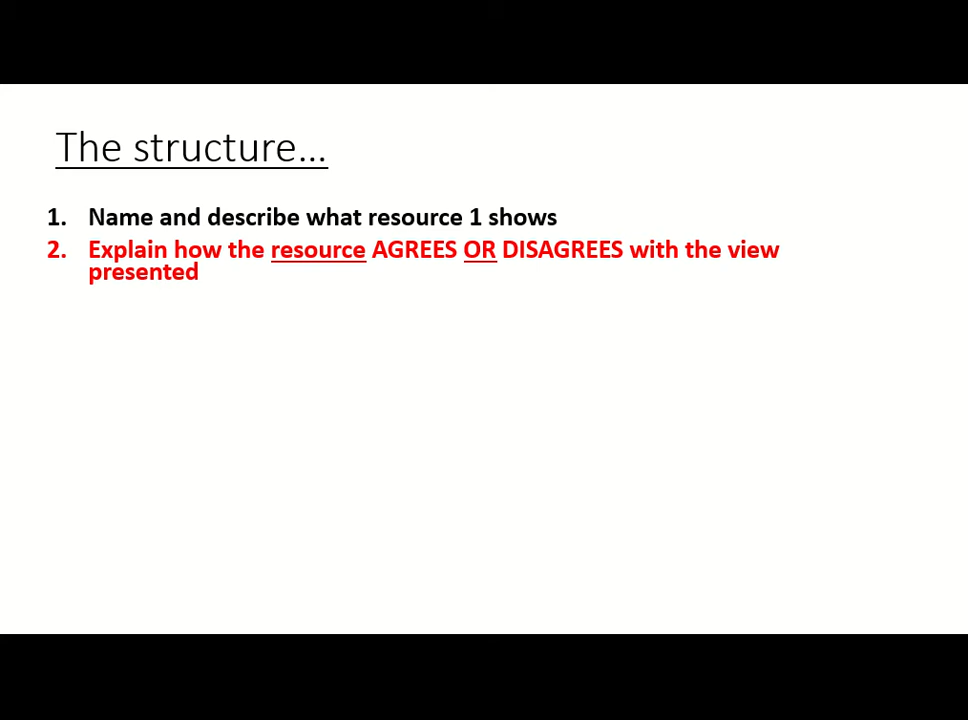 The structure...
1. Name and describe what resource 1 shows
2. Explain how the resource AGREES OR DISAGREES with the view
presented